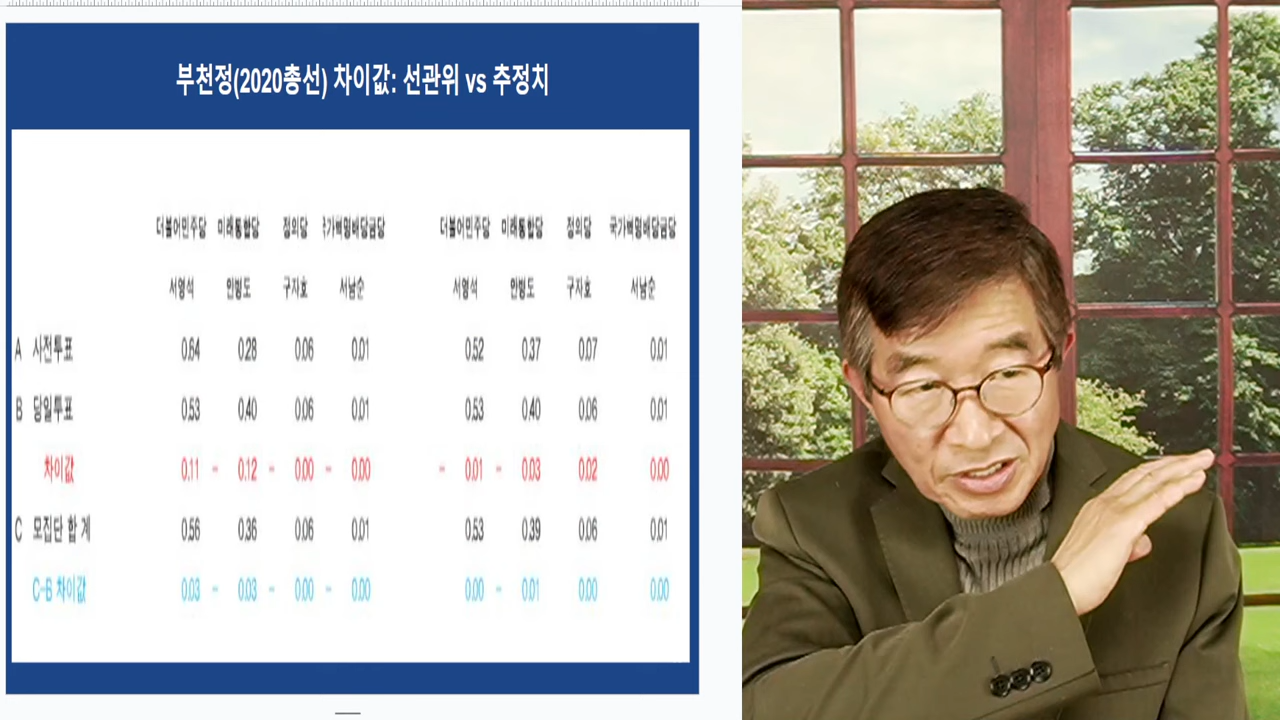 부천정(2020총선) 차이값: 선관위 vs 추정치
더불어민주당 미래통합당 정의당 국가혁명배당금당 더불어민주당 미래통합당 정의당 국가혁명배당금당
서영석 안병도 구자호 서남순 서영석 안병도 구자호 서남순
A 사전투표 0.64 0.28 0.06 0.01 0.52 0.37 0.07 0.01
B 당일투표 0.53 0.40 0.06 0.01 0.53 0.40 0.06 0.01
차이값 0.11 - 0.12 - 0.00 - 0.00 - 0.01 - 0.03 0.02 0.00
C 모집단 합 계 0.56 0.36 0.06 0.01 0.53 0.39 0.06 0.01
C-B 차이값 0.03 - 0.03 - 0.00 - 0.00 0.00 - 0.01 0.00 0.00